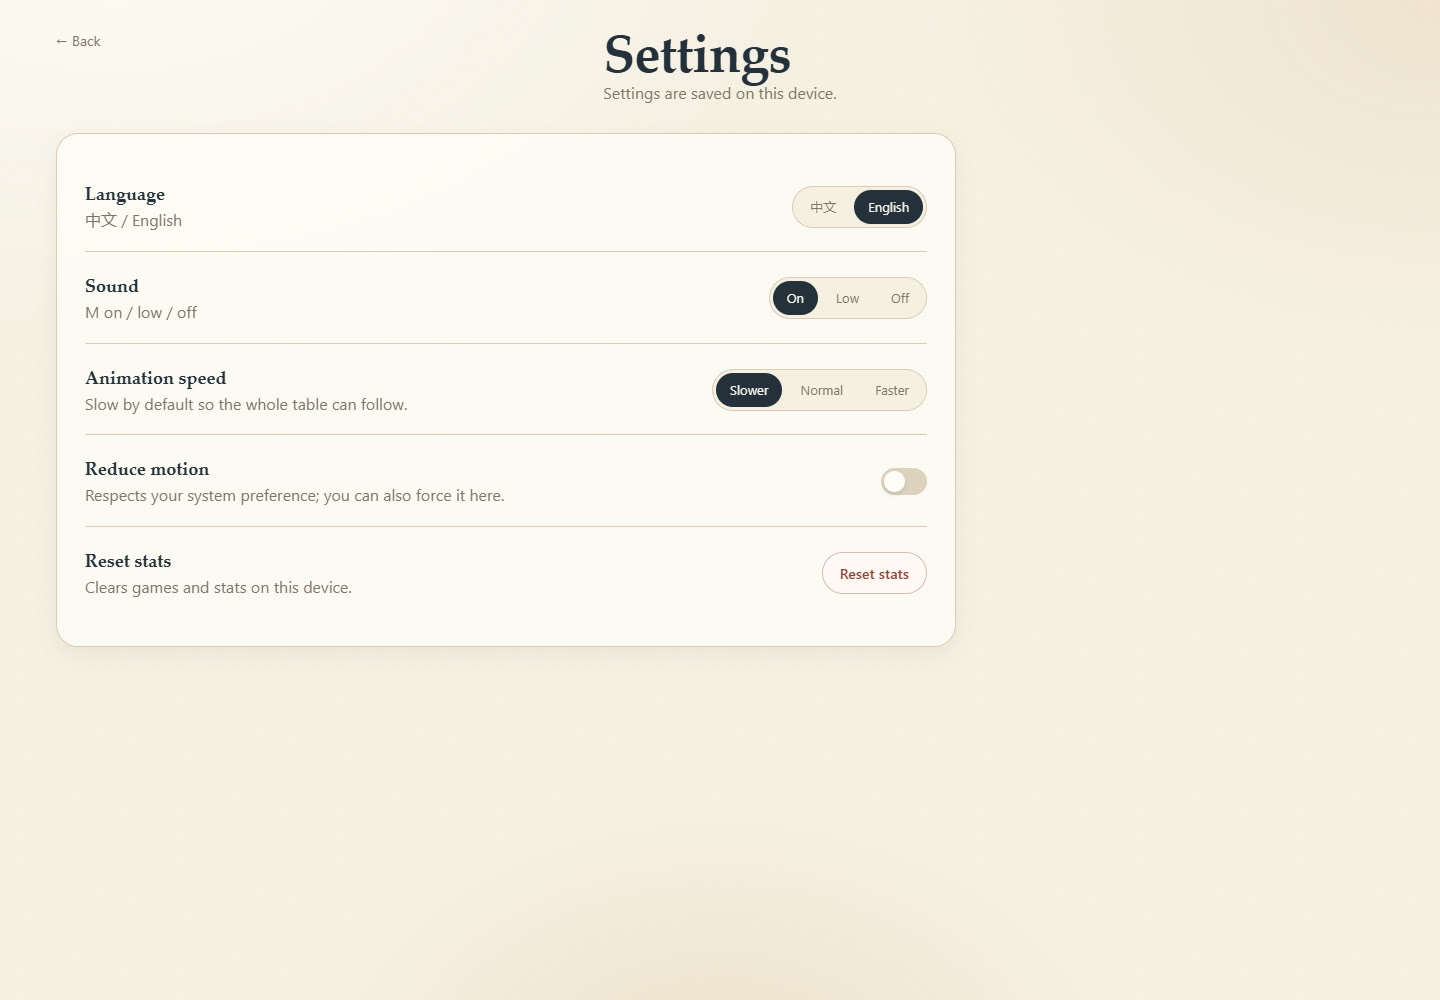 ← Back
Settings
Settings are saved on this device.
Language
中文 / English
中文 English
Sound
M on / low / off
On Low Off
Animation speed
Slow by default so the whole table can follow.
Slower Normal Faster
Reduce motion
Respects your system preference; you can also force it here.
Reset stats
Clears games and stats on this device.
Reset stats